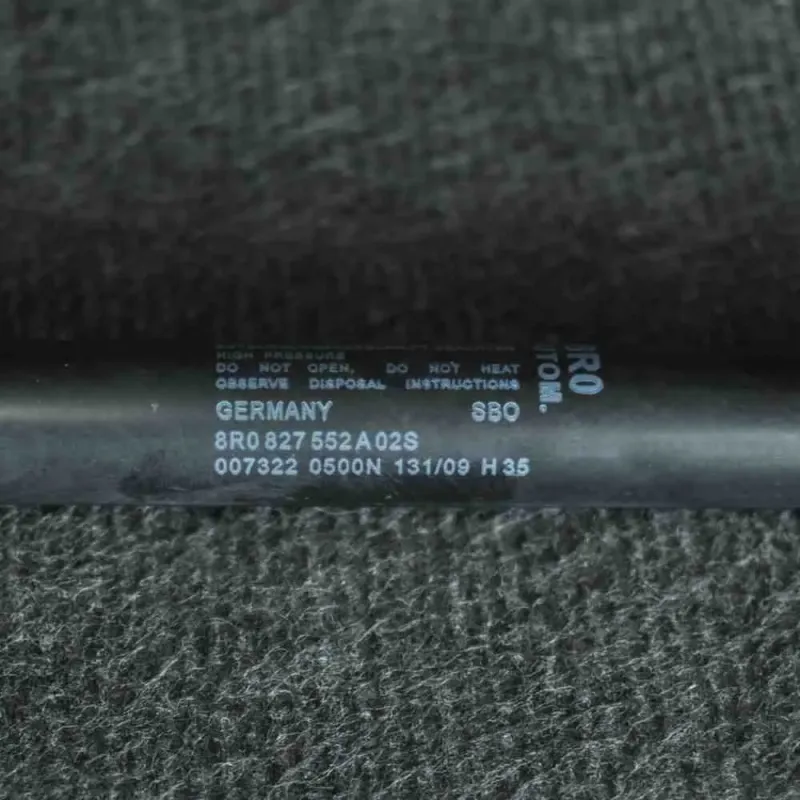 HIGH PRESSURE
DO NOT OPEN, DO NOT HEAT
OBSERVE DISPOSAL INSTRUCTIONS
GERMANY SBO
8R0 827 552 A 02S
007322 0500N 131/09 H 35